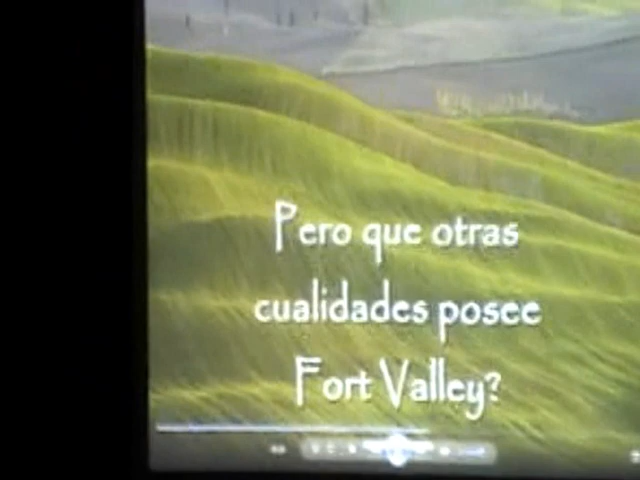 Pero que otras
cualidades posee
Fort Valley?